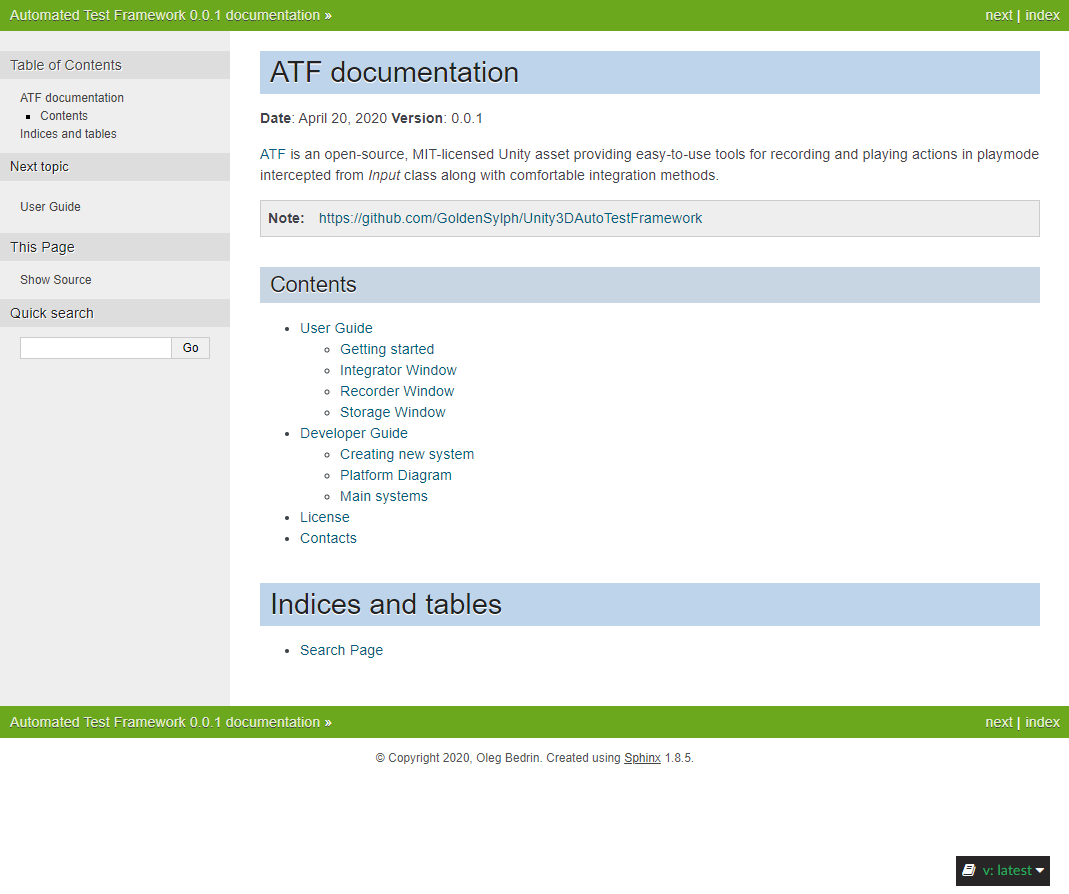 Automated Test Framework 0.0.1 documentation »
next | index
Table of Contents
ATF documentation
Contents
Indices and tables
Next topic
User Guide
This Page
Show Source
Quick search
Go
ATF documentation
Date: April 20, 2020 Version: 0.0.1
ATF is an open-source, MIT-licensed Unity asset providing easy-to-use tools for recording and playing actions in playmode
intercepted from Input class along with comfortable integration methods.
Note: https://github.com/GoldenSylph/Unity3DAutoTestFramework
Contents
User Guide
Getting started
Integrator Window
Recorder Window
Storage Window
Developer Guide
Creating new system
Platform Diagram
Main systems
License
Contacts
Indices and tables
Search Page
Automated Test Framework 0.0.1 documentation »
next | index
© Copyright 2020, Oleg Bedrin. Created using Sphinx 1.8.5.
v: latest